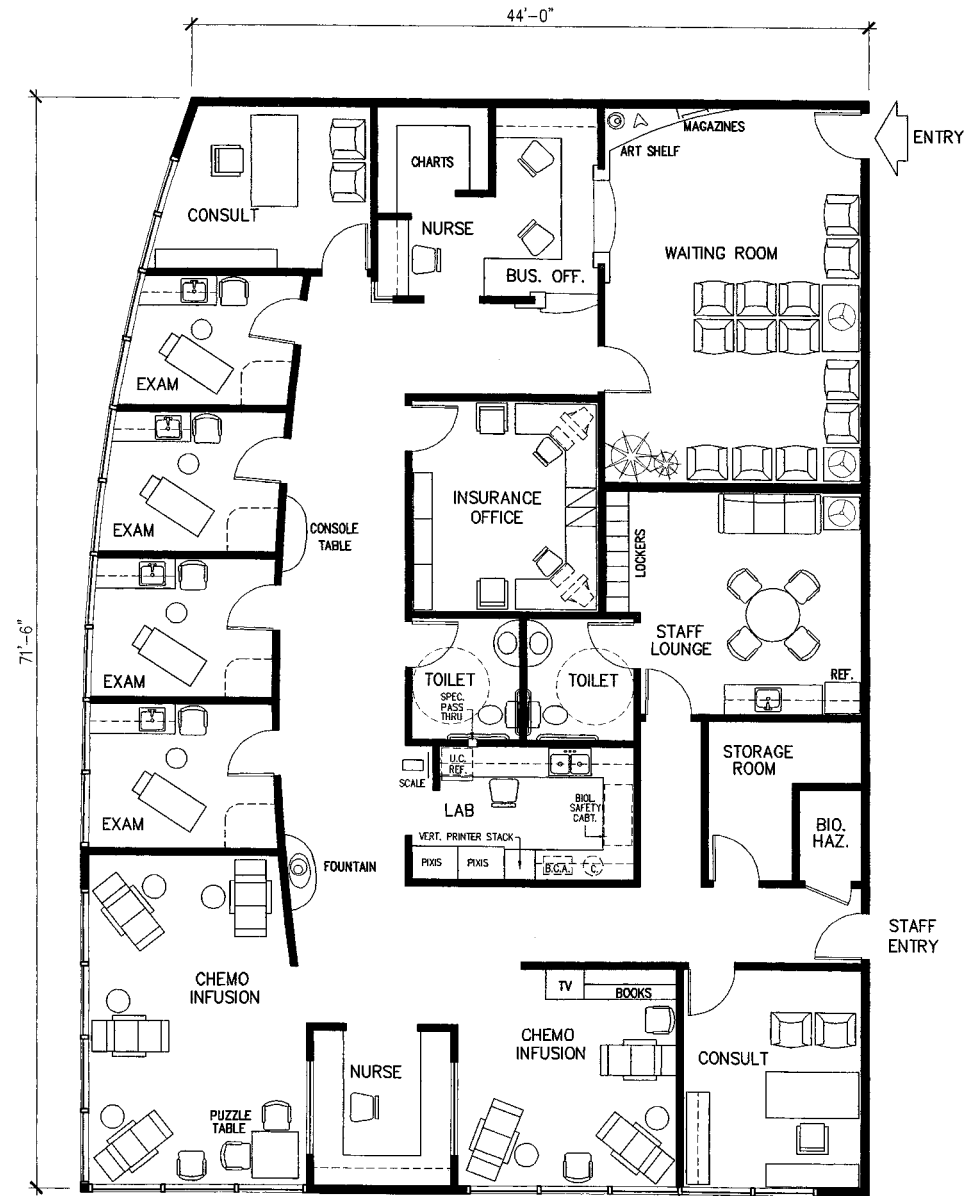 44'-0"
MAGAZINES
ART SHELF
ENTRY
CHARTS
CONSULT
NURSE
WAITING ROOM
BUS. OFF.
EXAM
INSURANCE
OFFICE
EXAM
CONSOLE
TABLE
LOCKERS
71'-6"
STAFF
LOUNGE
EXAM
TOILET
TOILET
REF.
SPEC.
PASS
THRU
STORAGE
ROOM
U.C.
REF.
SCALE
LAB
BIOL.
SAFETY
CABT.
EXAM
VERT. PRINTER STACK
BIO.
HAZ.
PIXIS
PIXIS
B.C.A.
C.
FOUNTAIN
STAFF
ENTRY
CHEMO
INFUSION
TV
BOOKS
CHEMO
INFUSION
CONSULT
NURSE
PUZZLE
TABLE